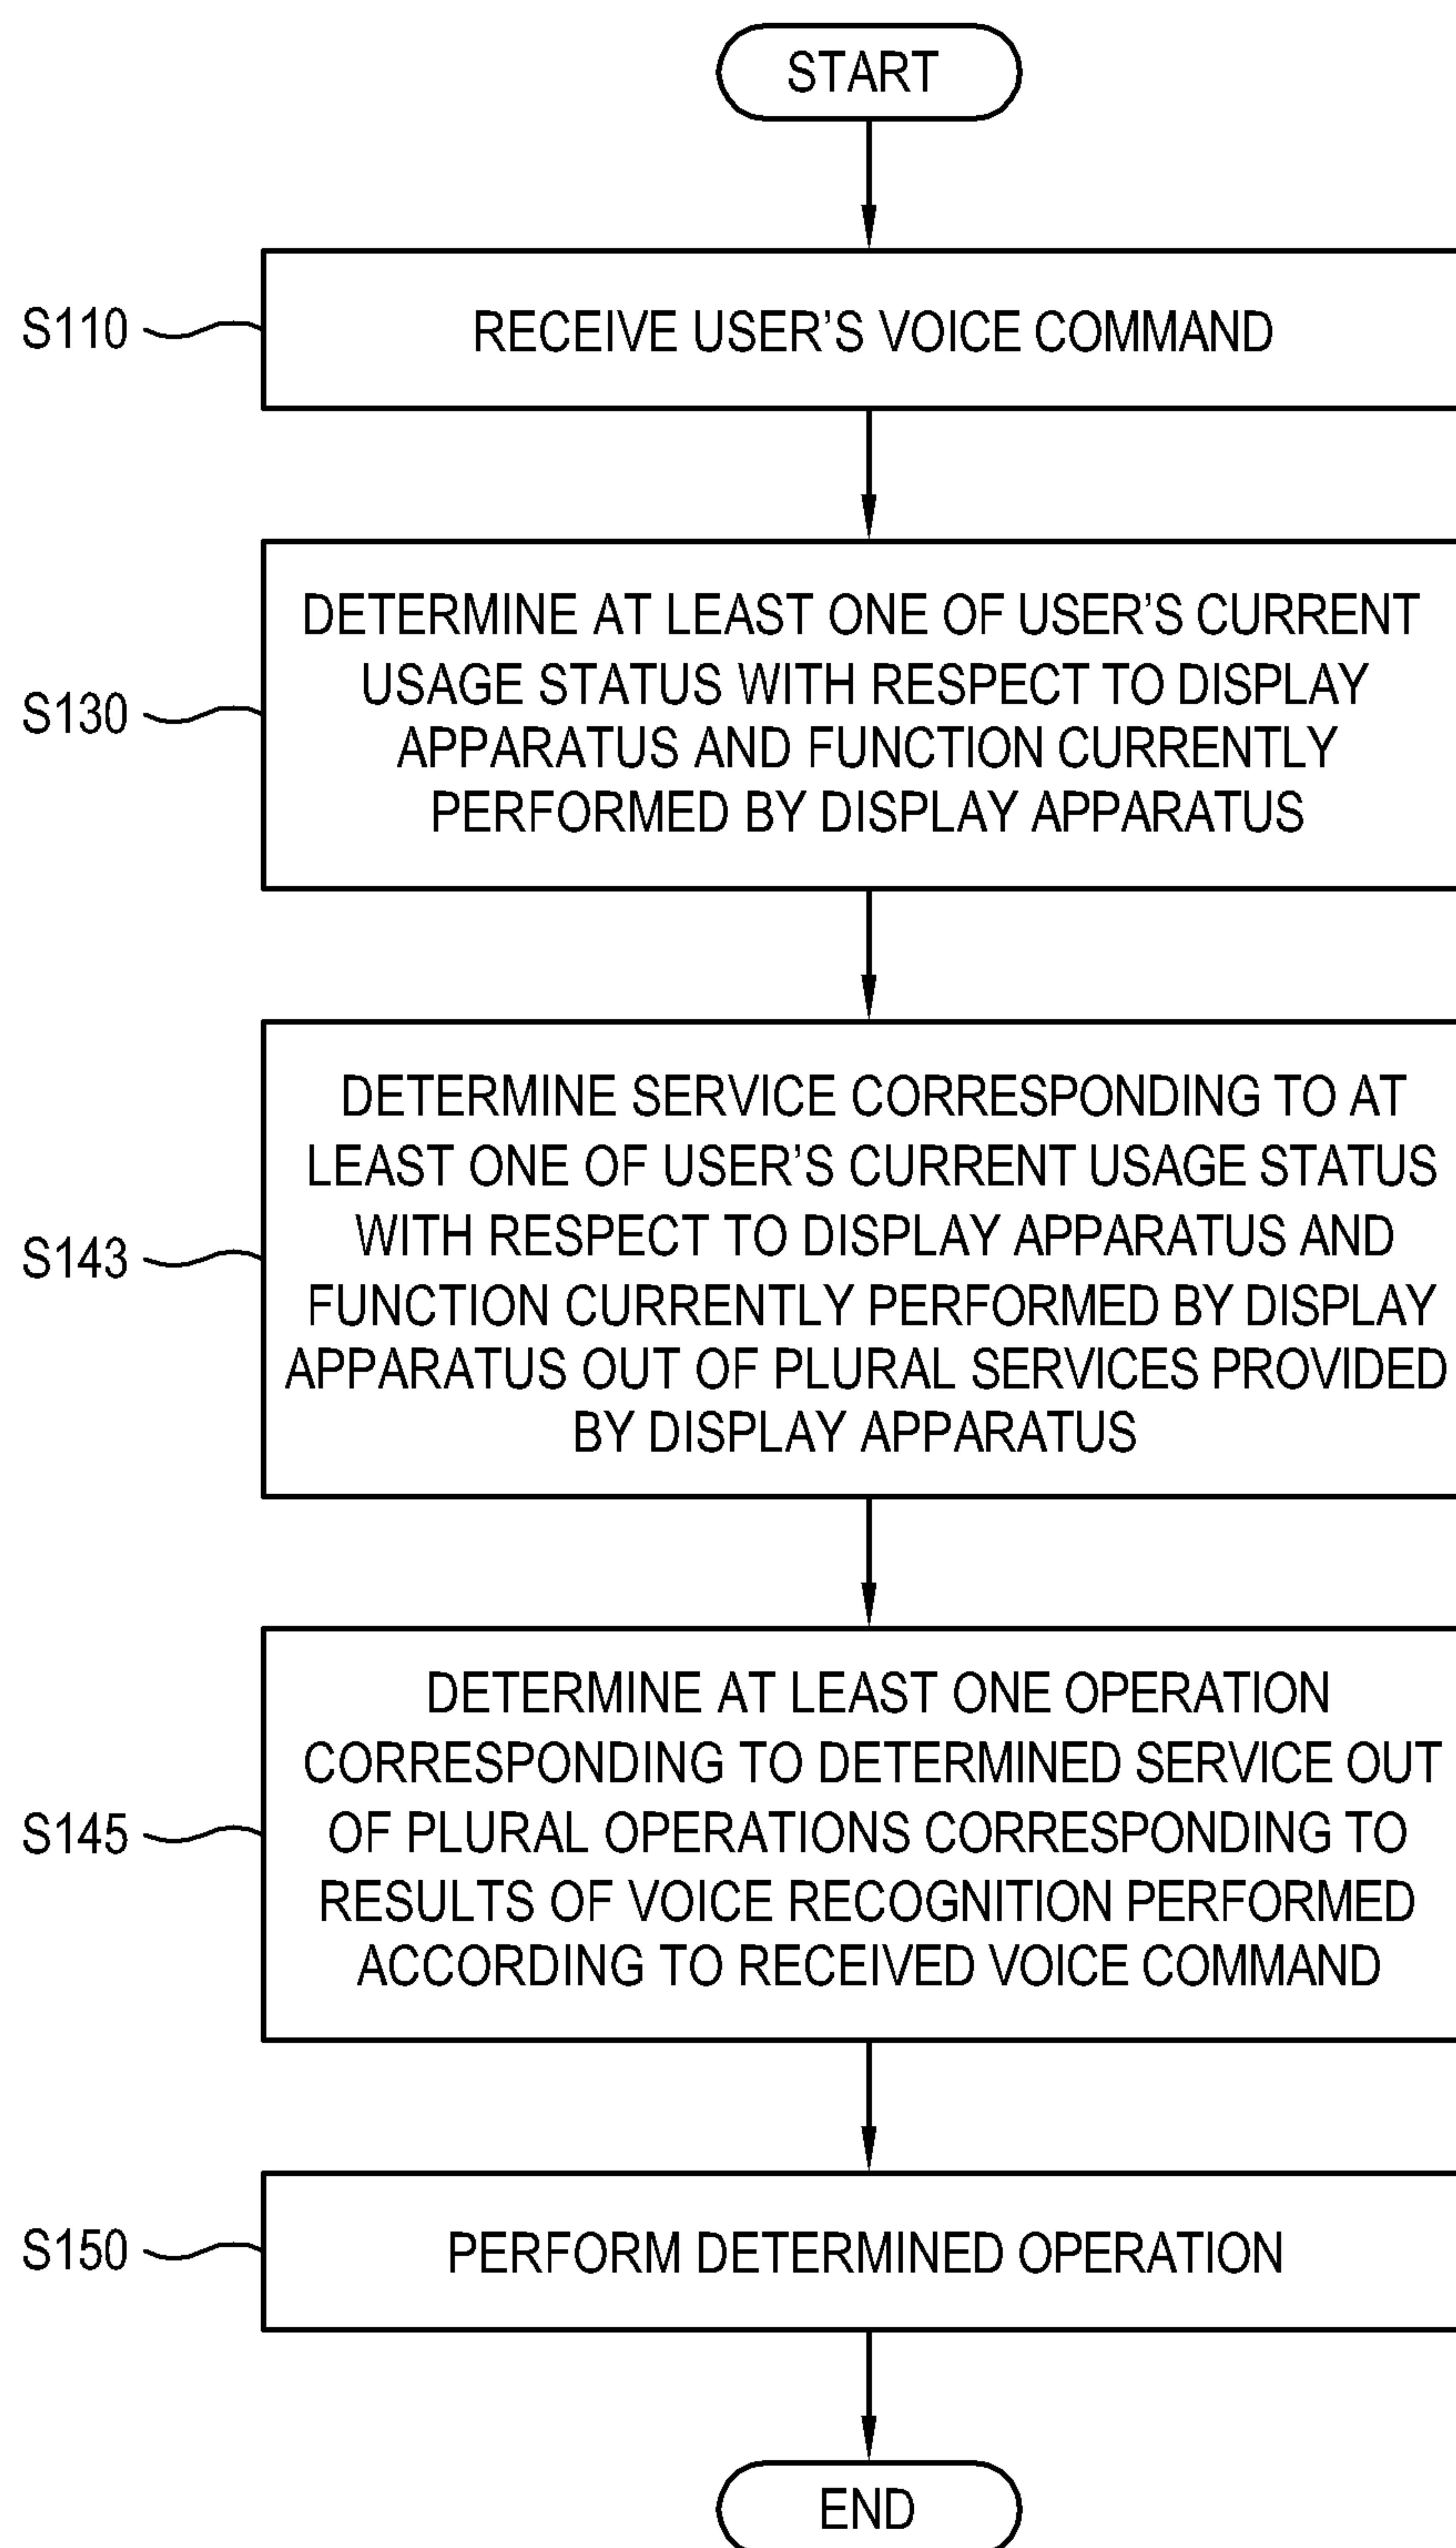 START
S110
RECEIVE USER’S VOICE COMMAND
S130
DETERMINE AT LEAST ONE OF USER’S CURRENT
USAGE STATUS WITH RESPECT TO DISPLAY
APPARATUS AND FUNCTION CURRENTLY
PERFORMED BY DISPLAY APPARATUS
S143
DETERMINE SERVICE CORRESPONDING TO AT
LEAST ONE OF USER’S CURRENT USAGE STATUS
WITH RESPECT TO DISPLAY APPARATUS AND
FUNCTION CURRENTLY PERFORMED BY DISPLAY
APPARATUS OUT OF PLURAL SERVICES PROVIDED
BY DISPLAY APPARATUS
S145
DETERMINE AT LEAST ONE OPERATION
CORRESPONDING TO DETERMINED SERVICE OUT
OF PLURAL OPERATIONS CORRESPONDING TO
RESULTS OF VOICE RECOGNITION PERFORMED
ACCORDING TO RECEIVED VOICE COMMAND
S150
PERFORM DETERMINED OPERATION
END